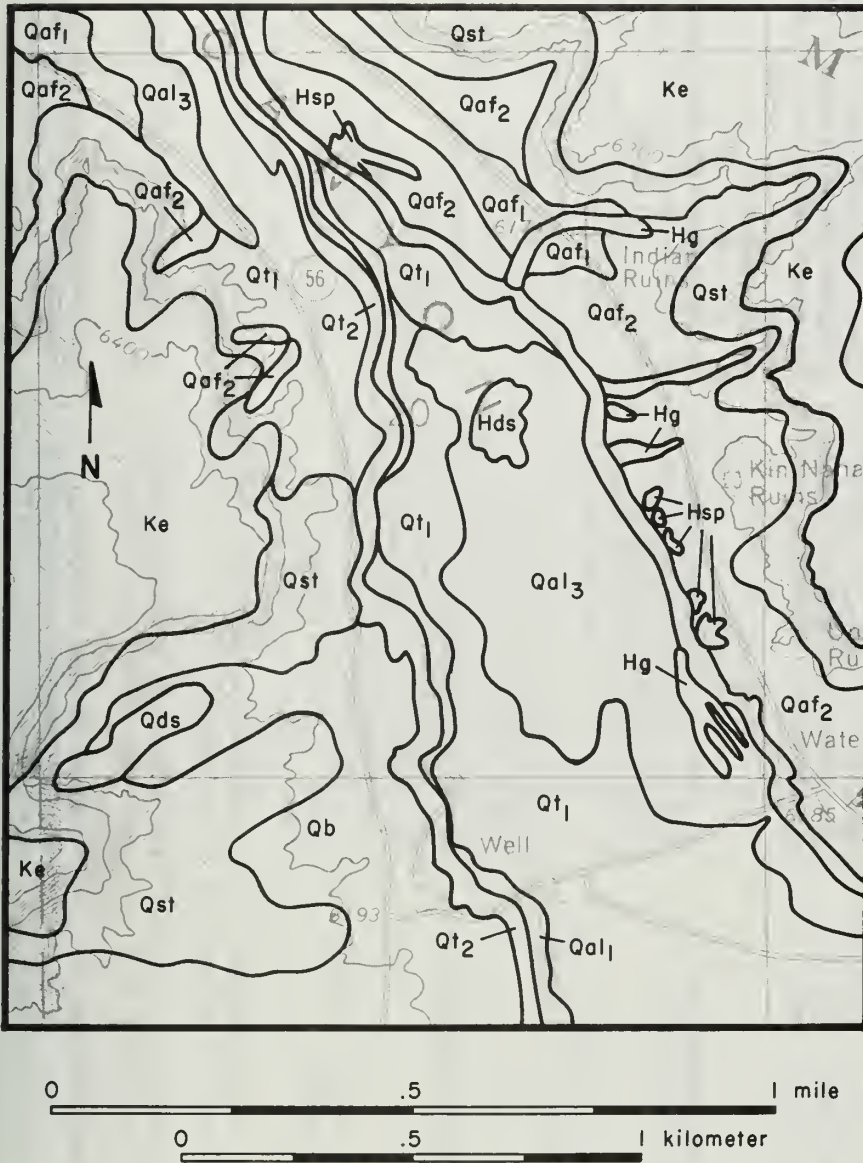 Qaf1
Qst
M
Qaf2
Qal3
Hsp
Qaf2
Ke
Qaf2
Qaf2
Qaf1
Hg
Qaf1
Indian
Ruins
Qt1
56
Qt1
Qst
Ke
Qt2
Qaf2
6400
Qaf2
Hds
Hg
N
Kin
Ruins
Hsp
Ke
Qt1
Qst
Qal3
Hg
Qaf2
Qds
Wate
Qt1
6185
Qb
Well
Ke
Qst
Qt2
Qal1
0 .5 1 mile
0 .5 1 kilometer